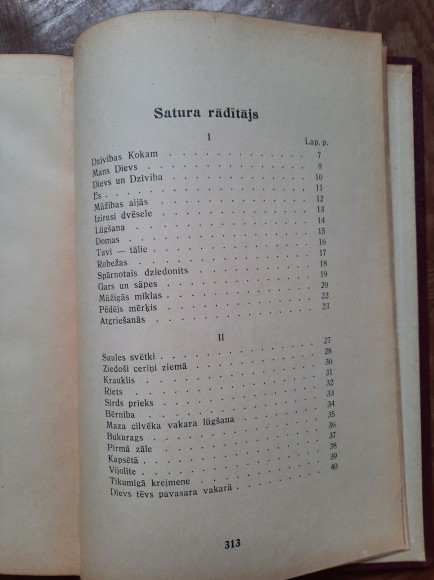 Satura rādītājs
I
Lap. p.
Dzīvības Kokam . . . . . . . . . . . . 7
Mans Dievs . . . . . . . . . . . . 8
Dievs un Dzīvība . . . . . . . . . . . . 10
Es . . . . . . . . . . . . 11
Mūžības aijās . . . . . . . . . . . . 12
Izirusi dvēsele . . . . . . . . . . . . 13
Lūgšana . . . . . . . . . . . . 14
Domas . . . . . . . . . . . . 15
Tuvi — tālie . . . . . . . . . . . . 16
Robežas . . . . . . . . . . . . 17
Spārnotais dziedonīts . . . . . . . . . . . . 18
Gars un sāpes . . . . . . . . . . . . 19
Mūžīgās mīklas . . . . . . . . . . . . 20
Pēdējs mērķis . . . . . . . . . . . . 22
Atgriešanās . . . . . . . . . . . . 23
II
Saules svētki . . . . . . . . . . . . 27
Ziedoši ceriņi ziemā . . . . . . . . . . . . 28
Krauklis . . . . . . . . . . . . 30
Riets . . . . . . . . . . . . 31
Sirds prieks . . . . . . . . . . . . 32
Bērnība . . . . . . . . . . . . 33
Maza cilvēka vakara lūgšana . . . . . . . . . . . . 34
Bukurags . . . . . . . . . . . . 35
Pirmā zāle . . . . . . . . . . . . 36
Kapsētā . . . . . . . . . . . . 37
Vijolīte . . . . . . . . . . . . 38
Tikumīgā krejmene . . . . . . . . . . . . 39
Dievs tēvs pavasara vakarā . . . . . . . . . . . . 40
313